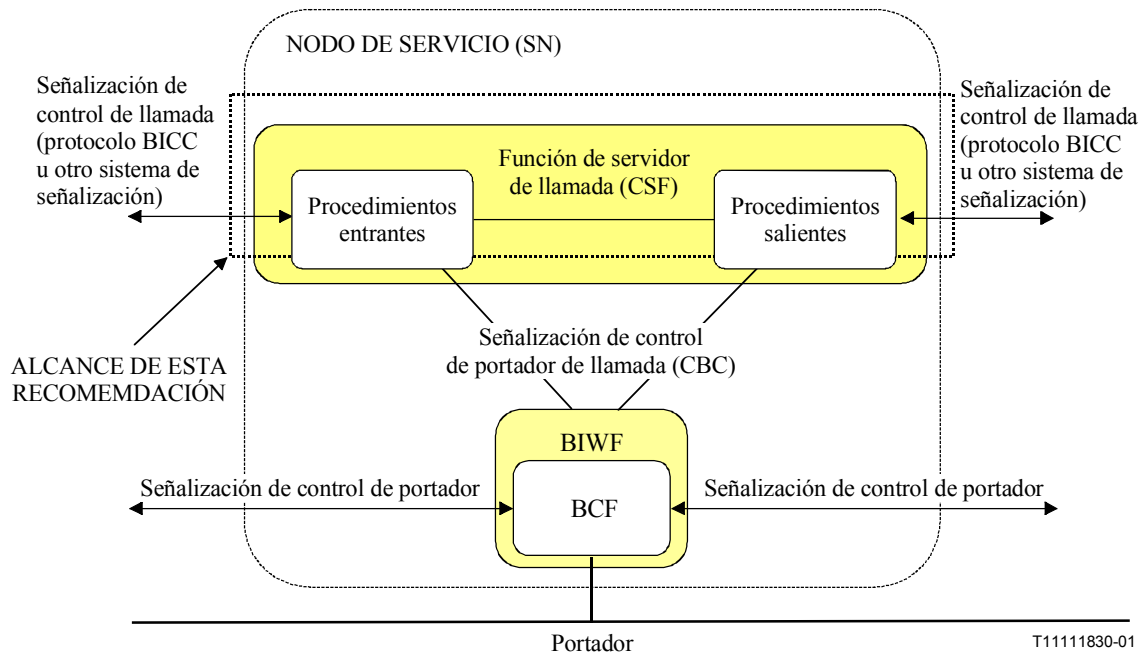 NODO DE SERVICIO (SN)
Señalización de
control de llamada
(protocolo BICC
u otro sistema de
señalización)
Señalización de
control de llamada
(protocolo BICC
u otro sistema de
señalización)
Función de servidor
de llamada (CSF)
Procedimientos
entrantes
Procedimientos
salientes
Señalización de control
de portador de llamada (CBC)
ALCANCE DE ESTA
RECOMEMDACIÓN
BIWF
BCF
Señalización de control de portador
Señalización de control de portador
Portador
T11111830-01